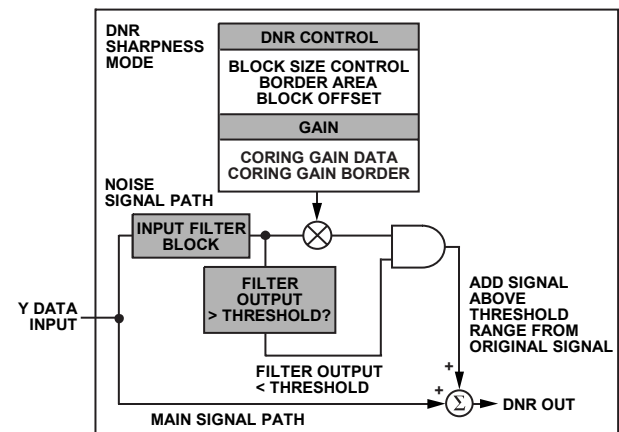 DNR
SHARPNESS
MODE
DNR CONTROL
BLOCK SIZE CONTROL
BORDER AREA
BLOCK OFFSET
GAIN
CORING GAIN DATA
CORING GAIN BORDER
NOISE
SIGNAL PATH
INPUT FILTER
BLOCK
FILTER
OUTPUT
> THRESHOLD?
Y DATA
INPUT
ADD SIGNAL
ABOVE
THRESHOLD
RANGE FROM
ORIGINAL SIGNAL
FILTER OUTPUT
< THRESHOLD
+
+
Σ
DNR OUT
MAIN SIGNAL PATH